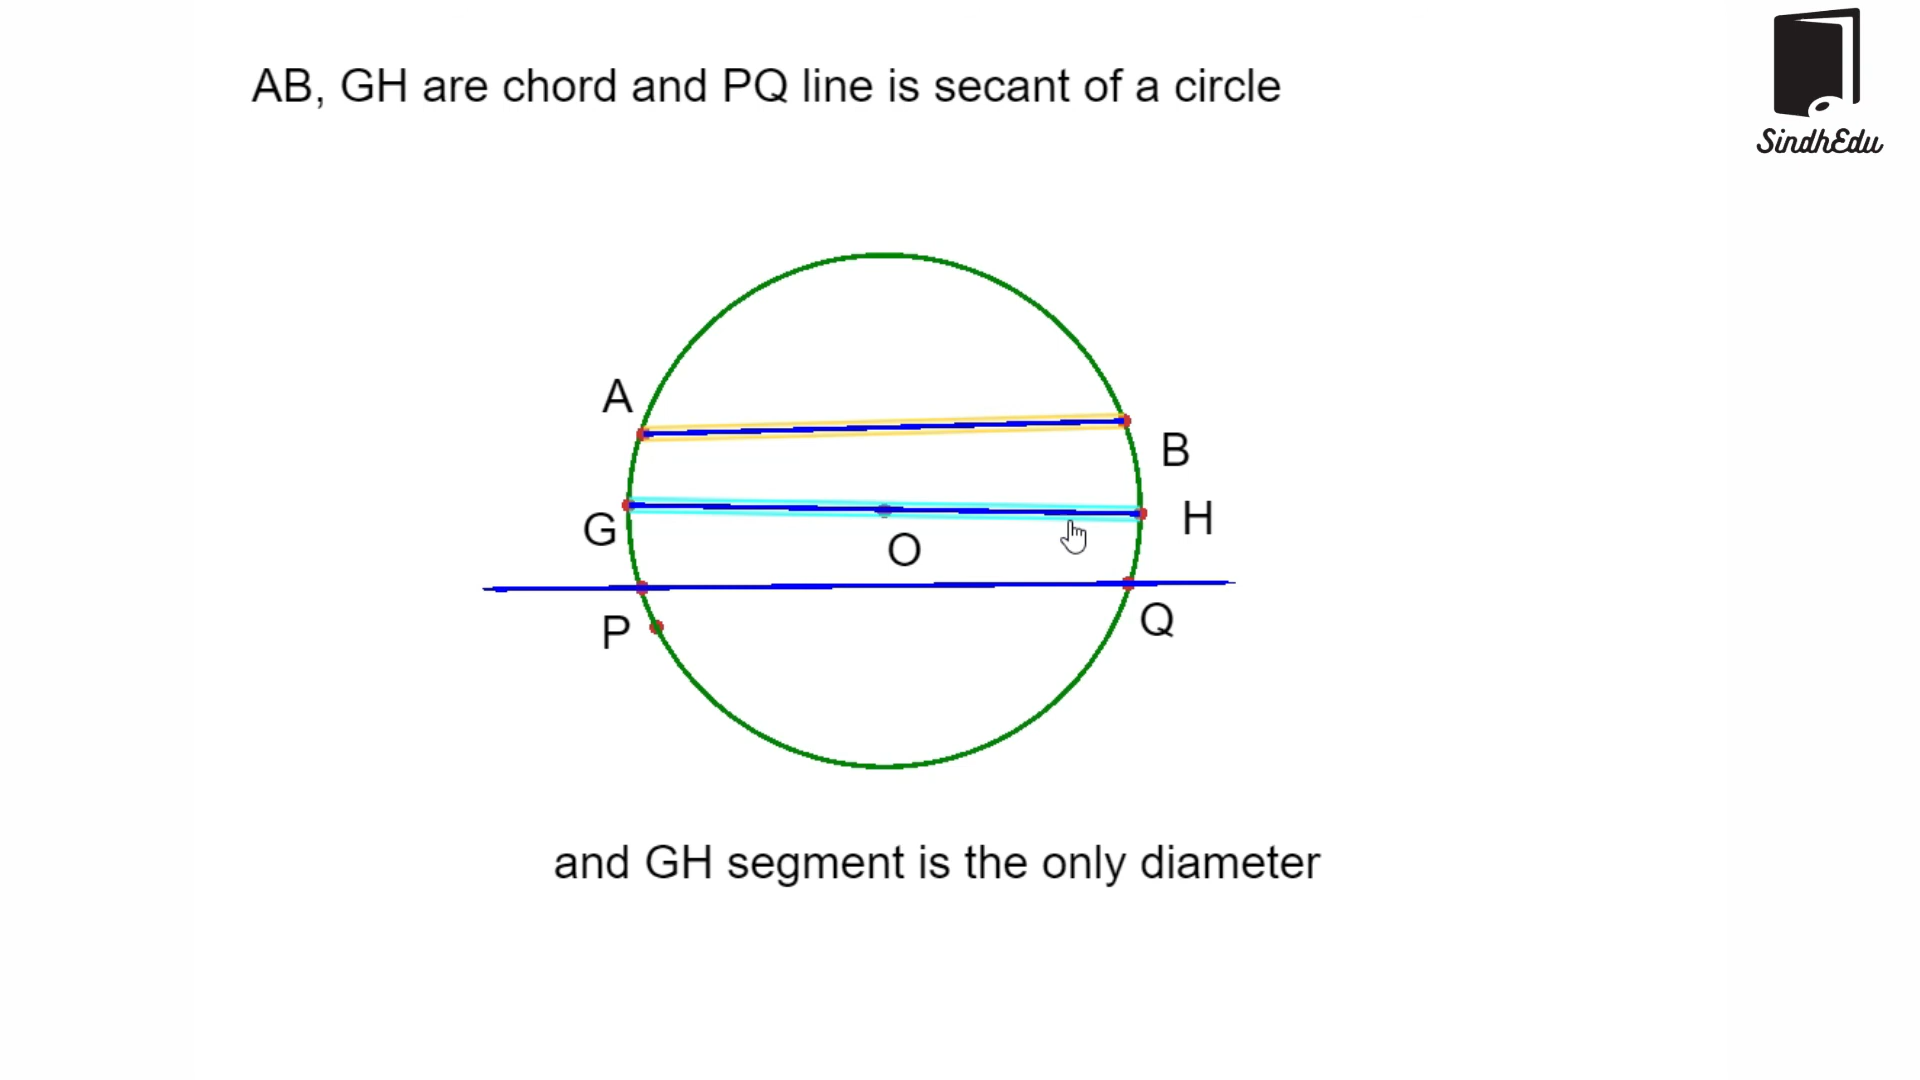 AB, GH are chord and PQ line is secant of a circle
SindhEdu
A
B
G
H
O
P
Q
and GH segment is the only diameter